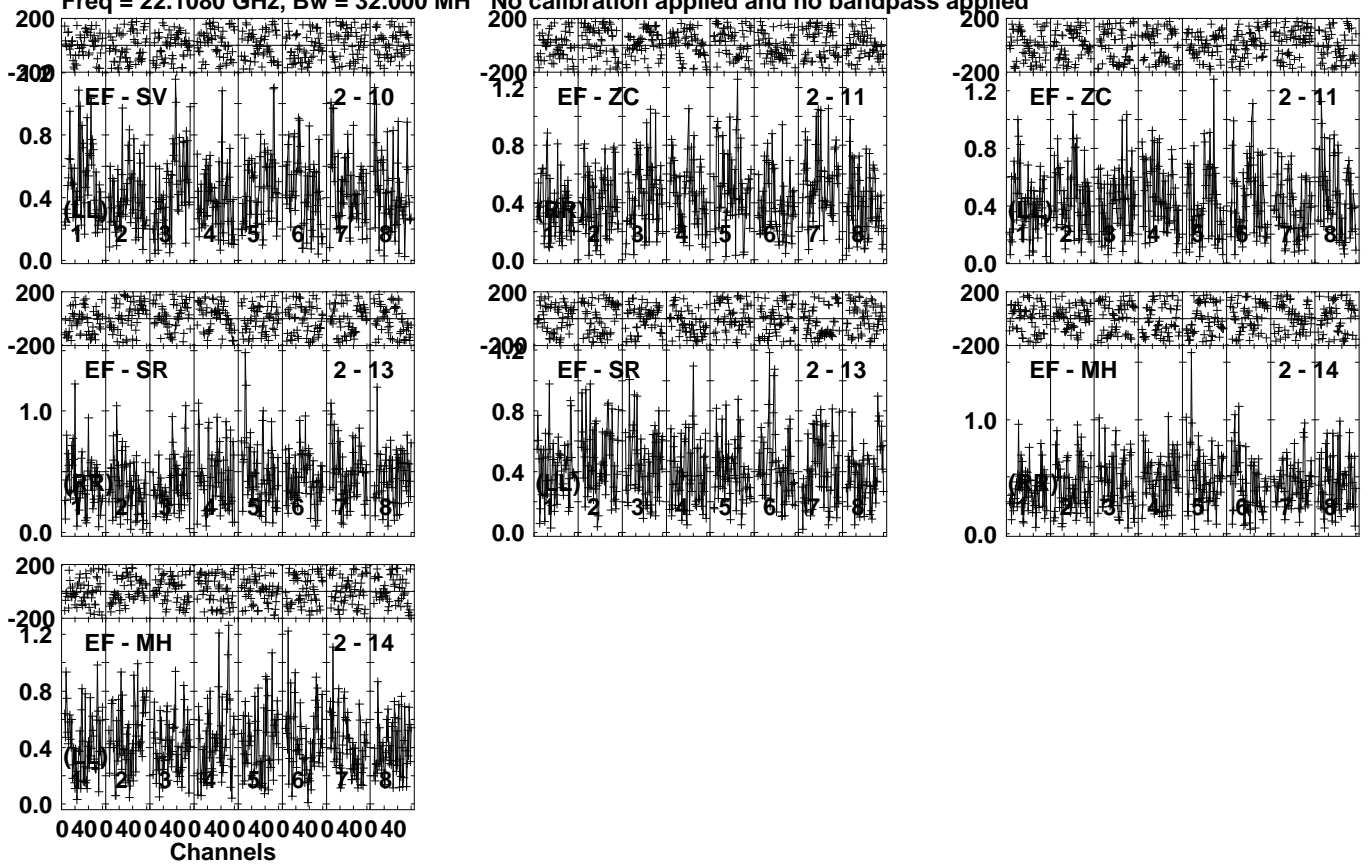 Freq = 22.1080 GHz, Bw = 32.000 MH No calibration applied and no bandpass applied
200 200 200
-200 -200 -200
EF - SV 2 - 10 1.2 EF - ZC 2 - 11 1.2 EF - ZC 2 - 11
0.8 0.8 0.8
0.4 0.4 0.4
(LL) (RR) (LL)
1 2 3 4 5 6 7 8 1 2 3 4 5 6 7 8 1 2 3 4 5 6 7 8
0.0 0.0 0.0
200 200 200
-200 -200 -200
1.2
EF - SR 2 - 13 EF - SR 2 - 13 EF - MH 2 - 14
1.0 0.8 1.0
0.4
(RR) (LL) (RR)
1 2 3 4 5 6 7 8 1 2 3 4 5 6 7 8 1 2 3 4 5 6 7 8
0.0 0.0 0.0
200
-200
1.2 EF - MH 2 - 14
0.8
0.4
(LL)
1 2 3 4 5 6 7 8
0.0
0 40 0 40 0 40 0 40 0 40 0 40 0 40 0 40
Channels